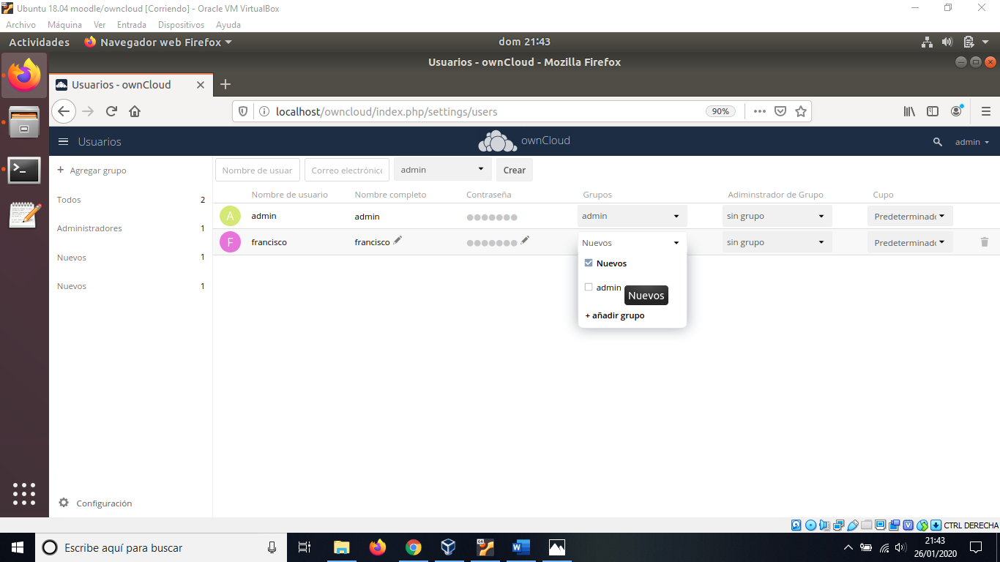 Ubuntu 18.04 moodle/owncloud [Corriendo] - Oracle VM VirtualBox
Archivo Máquina Ver Entrada Dispositivos Ayuda
Actividades Navegador web Firefox dom 21:43
Usuarios - ownCloud - Mozilla Firefox
Usuarios - ownCloud
localhost/owncloud/index.php/settings/users 90%
Usuarios ownCloud admin
+ Agregar grupo
Todos 2
Administradores 1
Nuevos 1
Nuevos 1
Configuración
Nombre de usuar Correo electrónic admin Crear
Nombre de usuario Nombre completo Contraseña Grupos Adiminstrador de Grupo Cupo
A admin admin admin sin grupo Predeterminado
F francisco francisco Nuevos sin grupo Predeterminado
Nuevos
admin
Nuevos
+ añadir grupo
CTRL DERECHA
Escribe aquí para buscar
21:43
26/01/2020